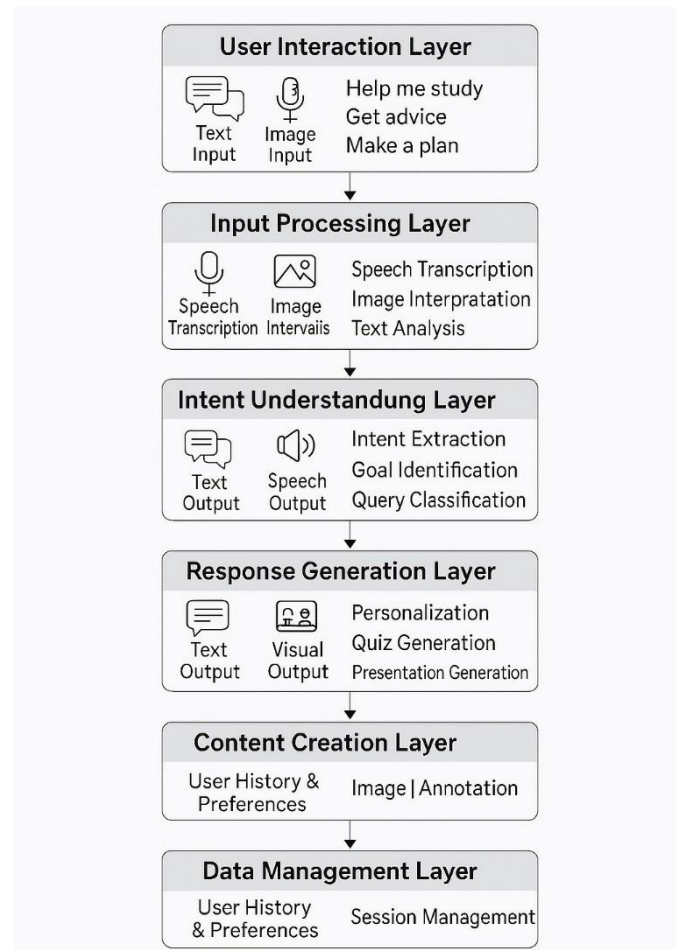 User Interaction Layer
Text
Input
Image
Input
Help me study
Get advice
Make a plan
Input Processing Layer
Speech
Transcription
Image
Intervaiis
Speech Transcription
Image Interpratation
Text Analysis
Intent Understandung Layer
Text
Output
Speech
Output
Intent Extraction
Goal Identification
Query Classification
Response Generation Layer
Text
Output
Visual
Output
Personalization
Quiz Generation
Presentation Generation
Content Creation Layer
User History &
Preferences
Image | Annotation
Data Management Layer
User History
& Preferences
Session Management